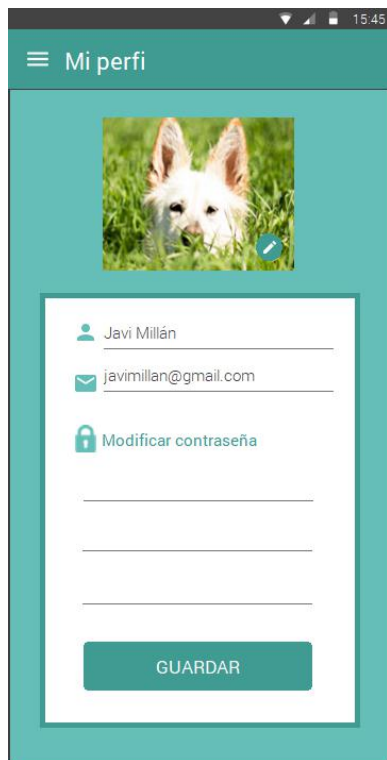 15:45
Mi perfi
Javi Millán
javimillan@gmail.com
Modificar contraseña
GUARDAR